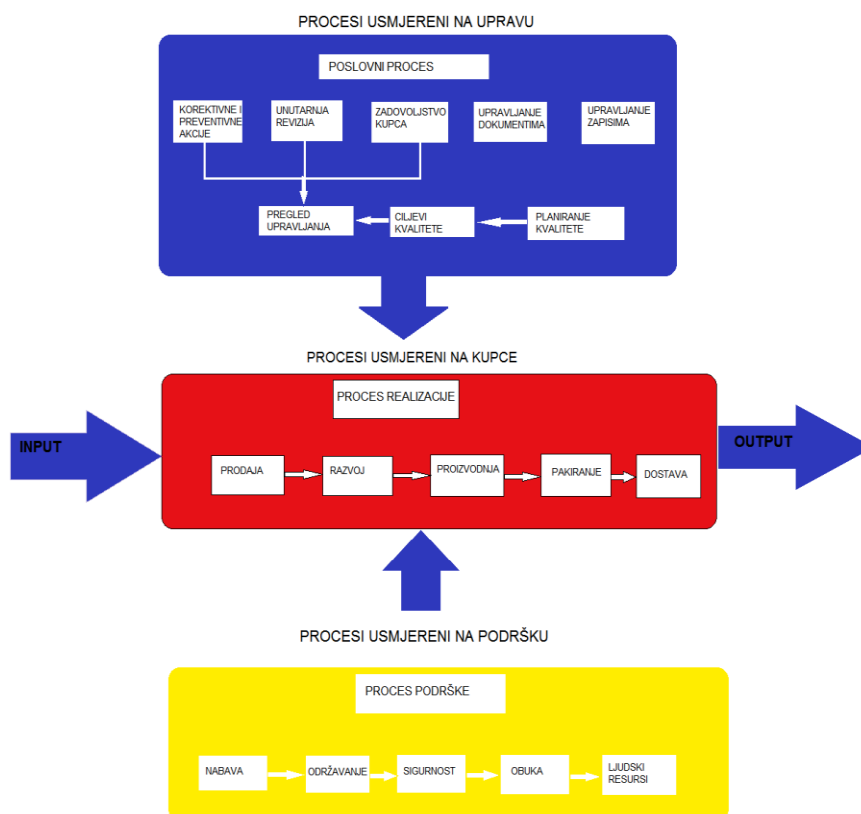 PROCESI USMJERENI NA UPRAVU
POSLOVNI PROCES
KOREKTIVNE I
PREVENTIVNE
AKCIJE
UNUTARNJA
REVIZIJA
ZADOVOLJSTVO
KUPCA
UPRAVLJANJE
DOKUMENTIMA
UPRAVLJANJE
ZAPISIMA
PREGLED
UPRAVLJANJA
CILJEVI
KVALITETE
PLANIRANJE
KVALITETE
PROCESI USMJERENI NA KUPCE
PROCES REALIZACIJE
INPUT
OUTPUT
PRODAJA
RAZVOJ
PROIZVODNJA
PAKIRANJE
DOSTAVA
PROCESI USMJERENI NA PODRŠKU
PROCES PODRŠKE
NABAVA
ODRŽAVANJE
SIGURNOST
OBUKA
LJUDSKI
RESURSI